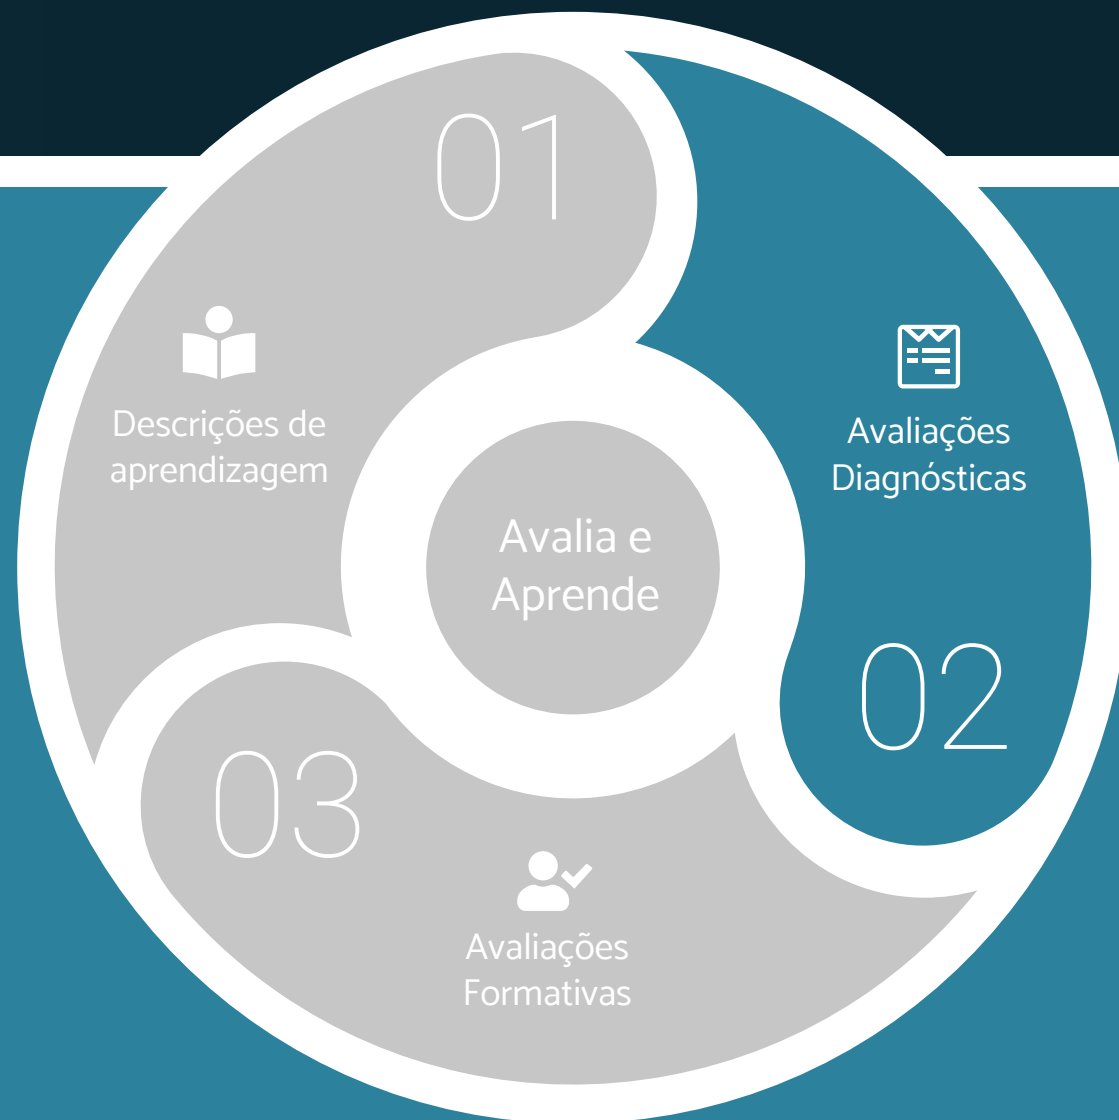 01
Descrições de
aprendizagem
Avaliações
Diagnósticas
02
Avalia e
Aprende
03
Avaliações
Formativas